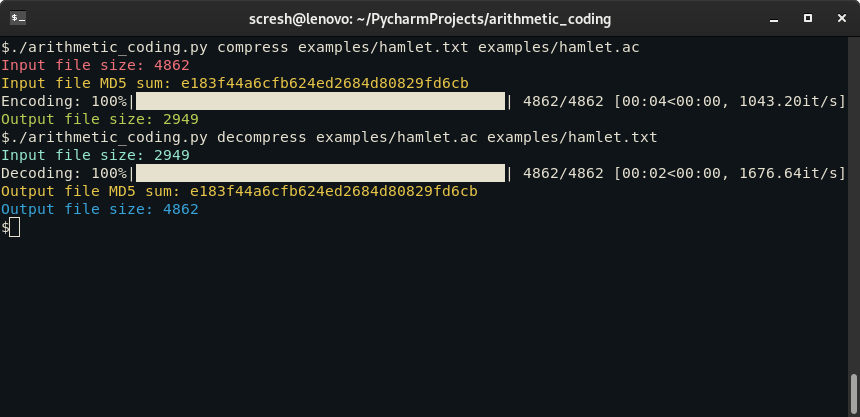 scresh@lenovo: ~/PycharmProjects/arithmetic_coding
$./arithmetic_coding.py compress examples/hamlet.txt examples/hamlet.ac
Input file size: 4862
Input file MD5 sum: e183f44a6cfb624ed2684d80829fd6cb
Encoding: 100%|| 4862/4862 [00:04<00:00, 1043.20it/s]
Output file size: 2949
$./arithmetic_coding.py decompress examples/hamlet.ac examples/hamlet.txt
Input file size: 2949
Decoding: 100%|| 4862/4862 [00:02<00:00, 1676.64it/s]
Output file MD5 sum: e183f44a6cfb624ed2684d80829fd6cb
Output file size: 4862
$